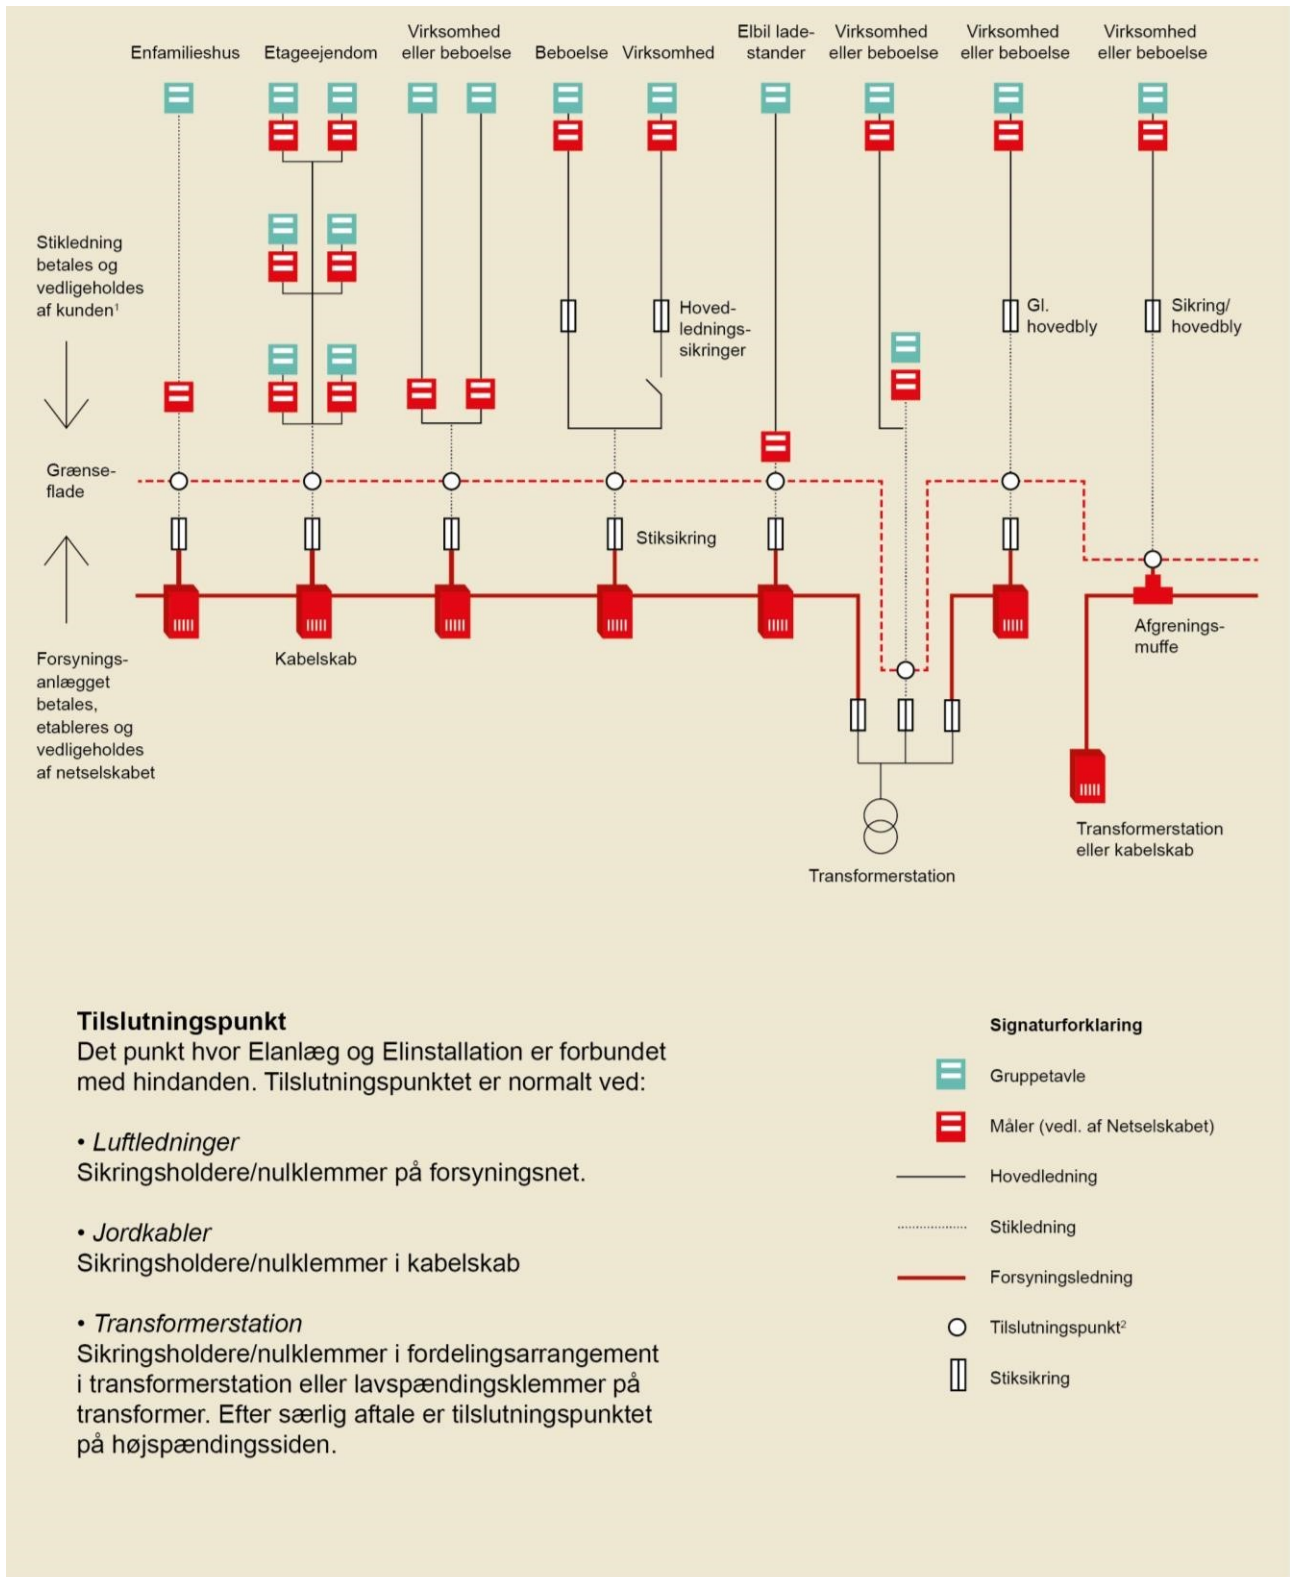 Enfamilieshus
Etageejendom
Virksomhed
eller beboelse
Beboelse
Virksomhed
Elbil lade-
stander
Virksomhed
eller beboelse
Virksomhed
eller beboelse
Virksomhed
eller beboelse
Stikledning
betales og
vedligeholdes
af kunden¹
Hoved-
lednings-
sikringer
Gl.
hovedbly
Sikring/
hovedbly
Grænse-
flade
Stiksikring
Kabelskab
Afgrenings-
muffe
Forsynings-
anlægget
betales,
etableres og
vedligeholdes
af netselskabet
Transformerstation
eller kabelskab
Transformerstation
Tilslutningspunkt
Det punkt hvor Elanlæg og Elinstallation er forbundet
med hindanden. Tilslutningspunktet er normalt ved:
• Luftledninger
Sikringsholdere/nulklemmer på forsyningsnet.
• Jordkabler
Sikringsholdere/nulklemmer i kabelskab
• Transformerstation
Sikringsholdere/nulklemmer i fordelingsarrangement
i transformerstation eller lavspændingsklemmer på
transformer. Efter særlig aftale er tilslutningspunktet
på højspændingssiden.
Signaturforklaring
Gruppetavle
Måler (vedl. af Netselskabet)
Hovedledning
Stikledning
Forsyningsledning
Tilslutningspunkt²
Stiksikring